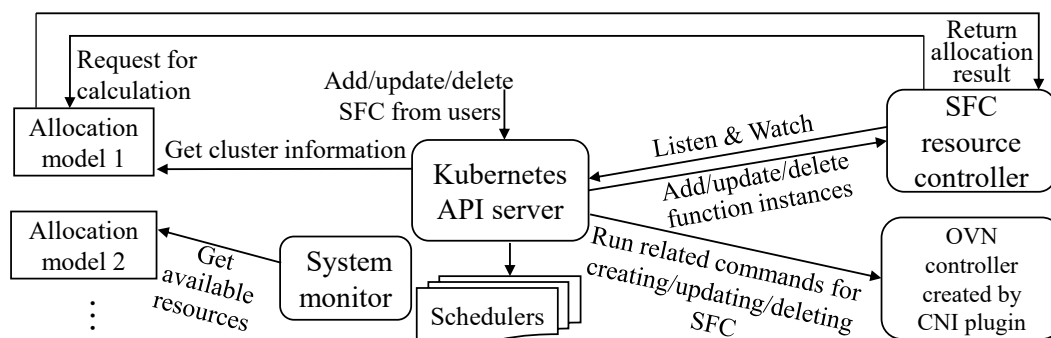 Request for
calculation
Return
allocation
result
Add/update/delete
SFC from users
Allocation
model 1
Get cluster information
Kubernetes
API server
Listen & Watch
Add/update/delete
function instances
SFC
resource
controller
Allocation
model 2
Get
available
resources
System
monitor
Schedulers
Run related commands for
creating/updating/deleting
SFC
OVN
controller
created by
CNI plugin
⋮